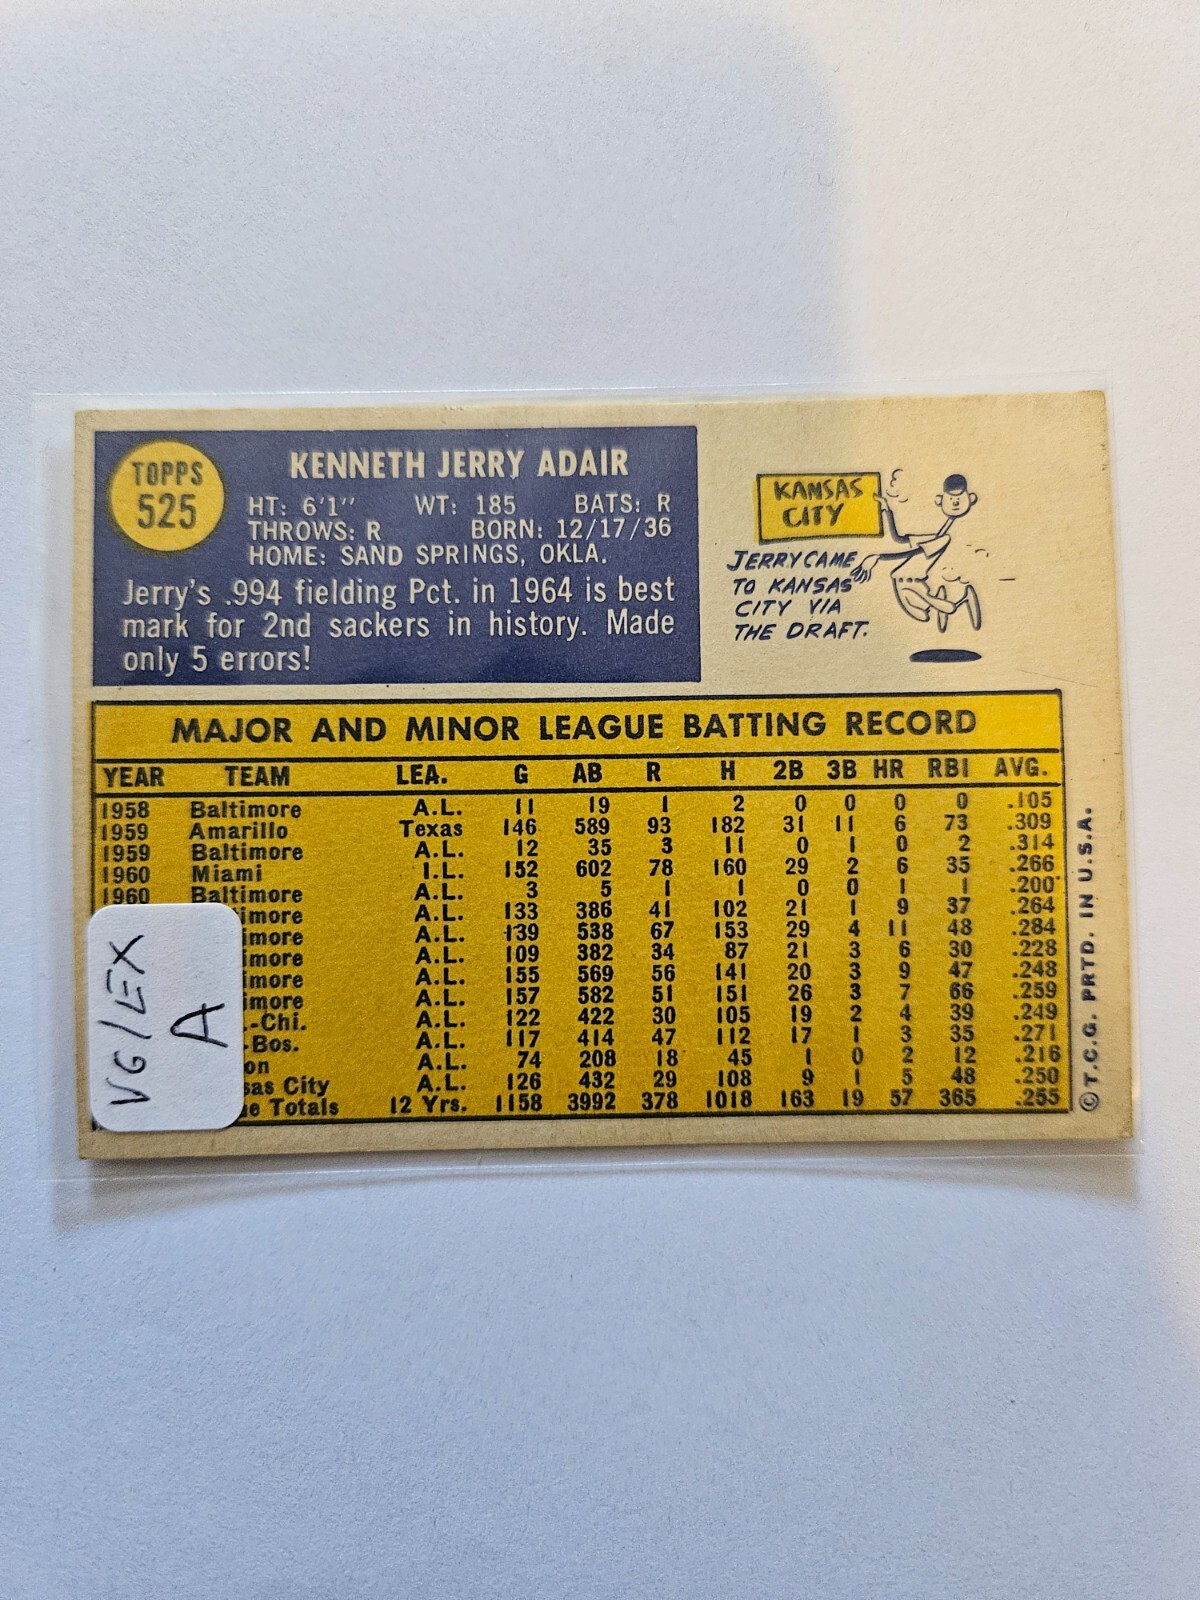 TOPPS
525
KENNETH JERRY ADAIR
HT: 6'1" WT: 185 BATS: R
THROWS: R BORN: 12/17/36
HOME: SAND SPRINGS, OKLA.
Jerry's .994 fielding Pct. in 1964 is best
mark for 2nd sackers in history. Made
only 5 errors!
KANSAS
CITY
JERRY CAME
TO KANSAS
CITY VIA
THE DRAFT.
MAJOR AND MINOR LEAGUE BATTING RECORD
YEAR TEAM LEA. G AB R H 2B 3B HR RBI AVG.
1958 Baltimore A.L. 11 19 1 2 0 0 0 0 .105
1959 Amarillo Texas 146 589 93 182 31 11 6 73 .309
1959 Baltimore A.L. 12 35 3 11 0 1 0 2 .314
1960 Miami I.L. 152 602 78 160 29 2 6 35 .266
1960 Baltimore A.L. 3 5 1 1 0 0 1 1 .200
timore A.L. 133 386 41 102 21 1 9 37 .264
imore A.L. 139 538 67 153 29 4 11 48 .284
imore A.L. 109 382 34 87 21 3 6 30 .228
imore A.L. 155 569 56 141 20 3 9 47 .248
imore A.L. 157 582 51 151 26 3 7 66 .259
.-Chi. A.L. 122 422 30 105 19 2 4 39 .249
-Bos. A.L. 117 414 47 112 17 1 3 35 .271
on A.L. 74 208 18 45 1 0 2 12 .216
sas City A.L. 126 432 29 108 9 1 5 48 .250
e Totals 12 Yrs. 1158 3992 378 1018 163 19 57 365 .255
©T.C.G. PRTD. IN U.S.A.
VG/EX
A